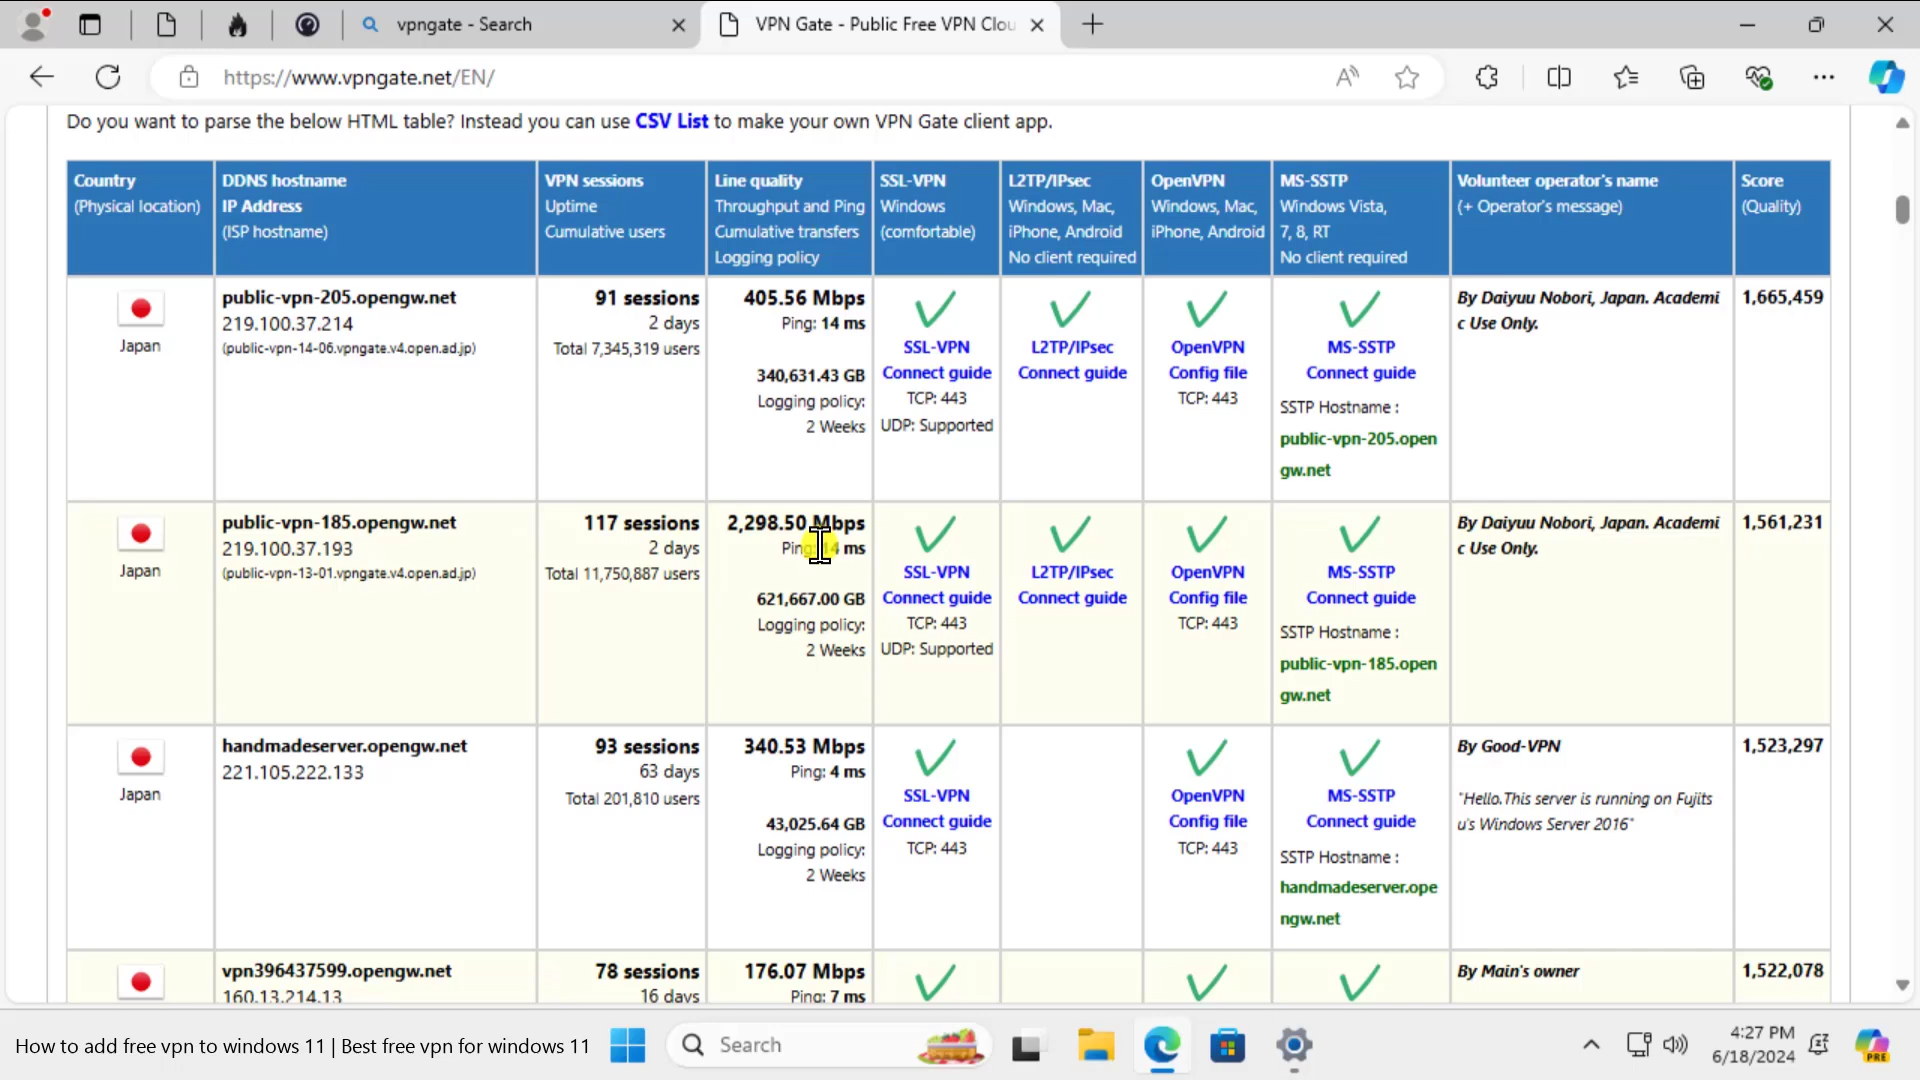 vpngate - Search
VPN Gate - Public Free VPN Clou
https://www.vpngate.net/EN/
Do you want to parse the below HTML table? Instead you can use CSV List to make your own VPN Gate client app.
Country
(Physical location)
DDNS hostname
IP Address
(ISP hostname)
VPN sessions
Uptime
Cumulative users
Line quality
Throughput and Ping
Cumulative transfers
Logging policy
SSL-VPN
Windows
(comfortable)
L2TP/IPsec
Windows, Mac,
iPhone, Android
No client required
OpenVPN
Windows, Mac,
iPhone, Android
MS-SSTP
Windows Vista,
7, 8, RT
No client required
Volunteer operator's name
(+ Operator's message)
Score
(Quality)
Japan
public-vpn-205.opengw.net
219.100.37.214
(public-vpn-14-06.vpngate.v4.open.ad.jp)
91 sessions
2 days
Total 7,345,319 users
405.56 Mbps
Ping: 14 ms
340,631.43 GB
Logging policy:
2 Weeks
SSL-VPN
Connect guide
TCP: 443
UDP: Supported
L2TP/IPsec
Connect guide
OpenVPN
Config file
TCP: 443
MS-SSTP
Connect guide
SSTP Hostname :
public-vpn-205.open
gw.net
By Daiyuu Nobori, Japan. Academi
c Use Only.
1,665,459
Japan
public-vpn-185.opengw.net
219.100.37.193
(public-vpn-13-01.vpngate.v4.open.ad.jp)
117 sessions
2 days
Total 11,750,887 users
2,298.50 Mbps
Ping: 14 ms
621,667.00 GB
Logging policy:
2 Weeks
SSL-VPN
Connect guide
TCP: 443
UDP: Supported
L2TP/IPsec
Connect guide
OpenVPN
Config file
TCP: 443
MS-SSTP
Connect guide
SSTP Hostname :
public-vpn-185.open
gw.net
By Daiyuu Nobori, Japan. Academi
c Use Only.
1,561,231
Japan
handmadeserver.opengw.net
221.105.222.133
93 sessions
63 days
Total 201,810 users
340.53 Mbps
Ping: 4 ms
43,025.64 GB
Logging policy:
2 Weeks
SSL-VPN
Connect guide
TCP: 443
OpenVPN
Config file
TCP: 443
MS-SSTP
Connect guide
SSTP Hostname :
handmadeserver.ope
ngw.net
By Good-VPN
"Hello.This server is running on Fujits
u's Windows Server 2016"
1,523,297
vpn396437599.opengw.net
160.13.214.13
78 sessions
16 days
176.07 Mbps
Ping: 7 ms
By Main's owner
1,522,078
How to add free vpn to windows 11 | Best free vpn for windows 11
Search
4:27 PM
6/18/2024
PRE